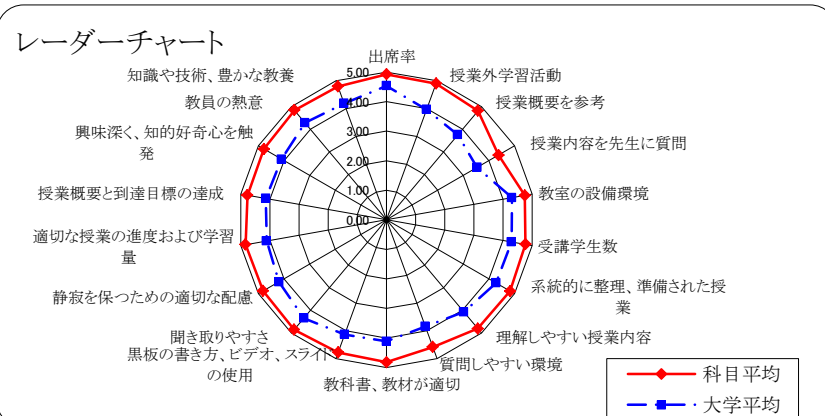 レーダーチャート
出席率
授業外学習活動
授業概要を参考
授業内容を先生に質問
教室の設備環境
受講学生数
系統的に整理、準備された授
業
理解しやすい授業内容
質問しやすい環境
教科書、教材が適切
黒板の書き方、ビデオ、スライド
の使用
聞き取りやすさ
静寂を保つための適切な配慮
適切な授業の進度および学習
量
授業概要と到達目標の達成
興味深く、知的好奇心を触
発
教員の熱意
知識や技術、豊かな教養
5.00
4.00
3.00
2.00
1.00
0.00
科目平均
大学平均